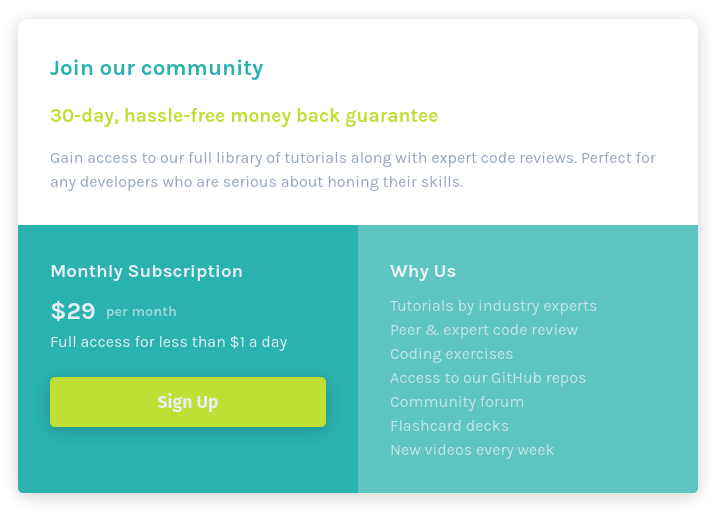 Join our community
30-day, hassle-free money back guarantee
Gain access to our full library of tutorials along with expert code reviews. Perfect for
any developers who are serious about honing their skills.
Monthly Subscription
$29 per month
Full access for less than $1 a day
Sign Up
Why Us
Tutorials by industry experts
Peer & expert code review
Coding exercises
Access to our GitHub repos
Community forum
Flashcard decks
New videos every week